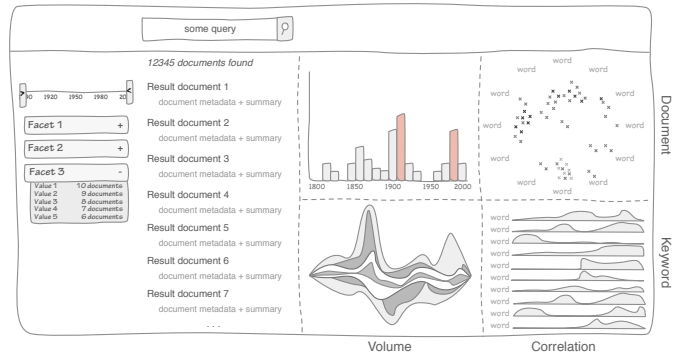 some query
12345 documents found
1920 1950 1980
Facet 1 +
Facet 2 +
Facet 3 -
Value 1 10 documents
Value 2 9 documents
Value 3 8 documents
Value 4 7 documents
Value 5 6 documents
Result document 1
document metadata + summary
Result document 2
document metadata + summary
Result document 3
document metadata + summary
Result document 4
document metadata + summary
Result document 5
document metadata + summary
Result document 6
document metadata + summary
Result document 7
document metadata + summary
. . .
1800 1850 1900 1950 2000
word
word word
word word
word word
word word
word word
word
word
word
word
word
word
word
word
word
word
word
Document
Keyword
Volume
Correlation